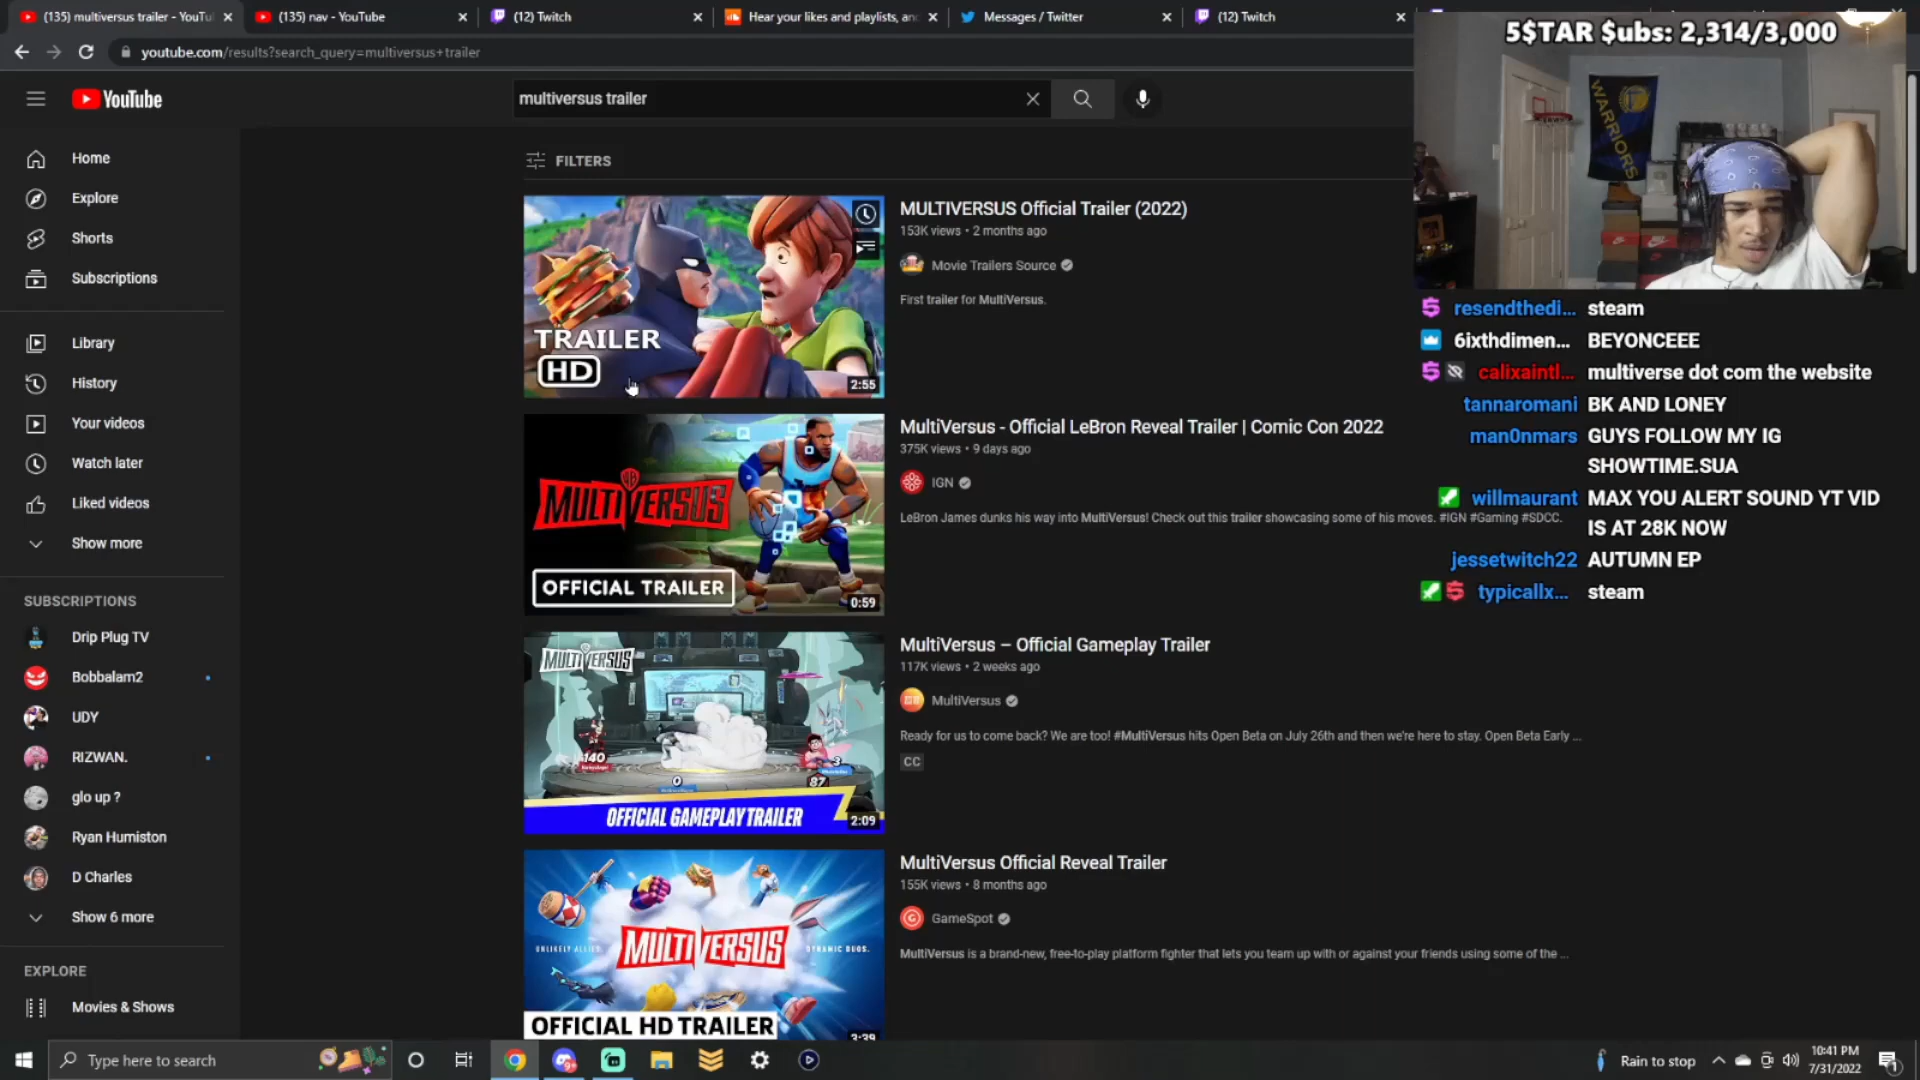 (135) multiversus trailer - YouTu
(135) nav - YouTube
(12) Twitch
Hear your likes and playlists, an
Messages / Twitter
(12) Twitch
youtube.com/results?search_query=multiversus+trailer
YouTube
multiversus trailer
5$TAR $ubs: 2,314/3,000
WARRIORS
Home
Explore
Shorts
Subscriptions
Library
History
Your videos
Watch later
Liked videos
Show more
SUBSCRIPTIONS
Drip Plug TV
Bobbalam2
UDY
RIZWAN.
glo up ?
Ryan Humiston
D Charles
Show 6 more
EXPLORE
Movies & Shows
FILTERS
TRAILER
HD
2:55
MULTIVERSUS Official Trailer (2022)
153K views • 2 months ago
Movie Trailers Source
First trailer for MultiVersus.
MULTIVERSUS
OFFICIAL TRAILER
0:59
MultiVersus - Official LeBron Reveal Trailer | Comic Con 2022
375K views • 9 days ago
IGN
LeBron James dunks his way into MultiVersus! Check out this trailer showcasing some of his moves. #IGN #Gaming #SDCC.
MULTIVERSUS
140
0
3
87
OFFICIAL GAMEPLAY TRAILER
2:09
MultiVersus – Official Gameplay Trailer
117K views • 2 weeks ago
MultiVersus
Ready for us to come back? We are too! #MultiVersus hits Open Beta on July 26th and then we're here to stay. Open Beta Early ...
CC
UNLIKELY ALLIES.
MULTIVERSUS
DYNAMIC DUOS.
OFFICIAL HD TRAILER
3:39
MultiVersus Official Reveal Trailer
155K views • 8 months ago
GameSpot
MultiVersus is a brand-new, free-to-play platform fighter that lets you team up with or against your friends using some of the ...
resendthedi... steam
6ixthdimen... BEYONCEEE
calixaintl... multiverse dot com the website
tannaromani BK AND LONEY
man0nmars GUYS FOLLOW MY IG
SHOWTIME.SUA
willmaurant MAX YOU ALERT SOUND YT VID
IS AT 28K NOW
jessetwitch22 AUTUMN EP
typicallx... steam
Type here to search
Rain to stop
10:41 PM
7/31/2022